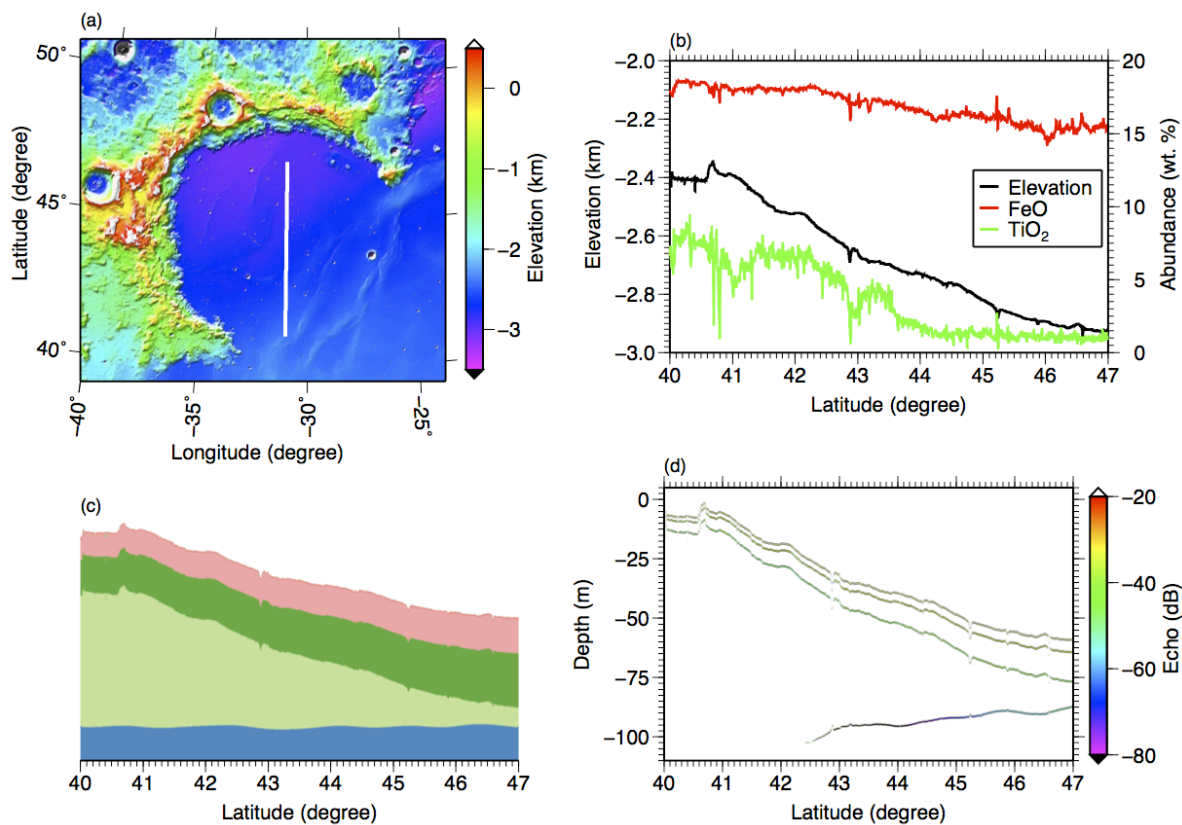 (a)
50°
45°
40°
Latitude (degree)
−40°
−35°
−30°
−25°
Longitude (degree)
0
−1
−2
−3
Elevation (km)
(b)
−2.0
−2.2
−2.4
−2.6
−2.8
−3.0
Elevation (km)
20
15
10
5
0
Abundance (wt. %)
Elevation
FeO
TiO₂
40 41 42 43 44 45 46 47
Latitude (degree)
(c)
40 41 42 43 44 45 46 47
Latitude (degree)
(d)
0
−25
−50
−75
−100
Depth (m)
40 41 42 43 44 45 46 47
Latitude (degree)
−20
−40
−60
−80
Echo (dB)